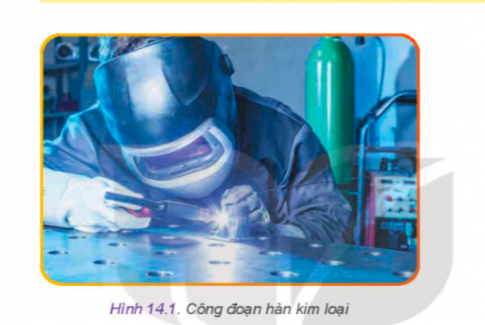 Hình 14.1. Công đoạn hàn kim loại